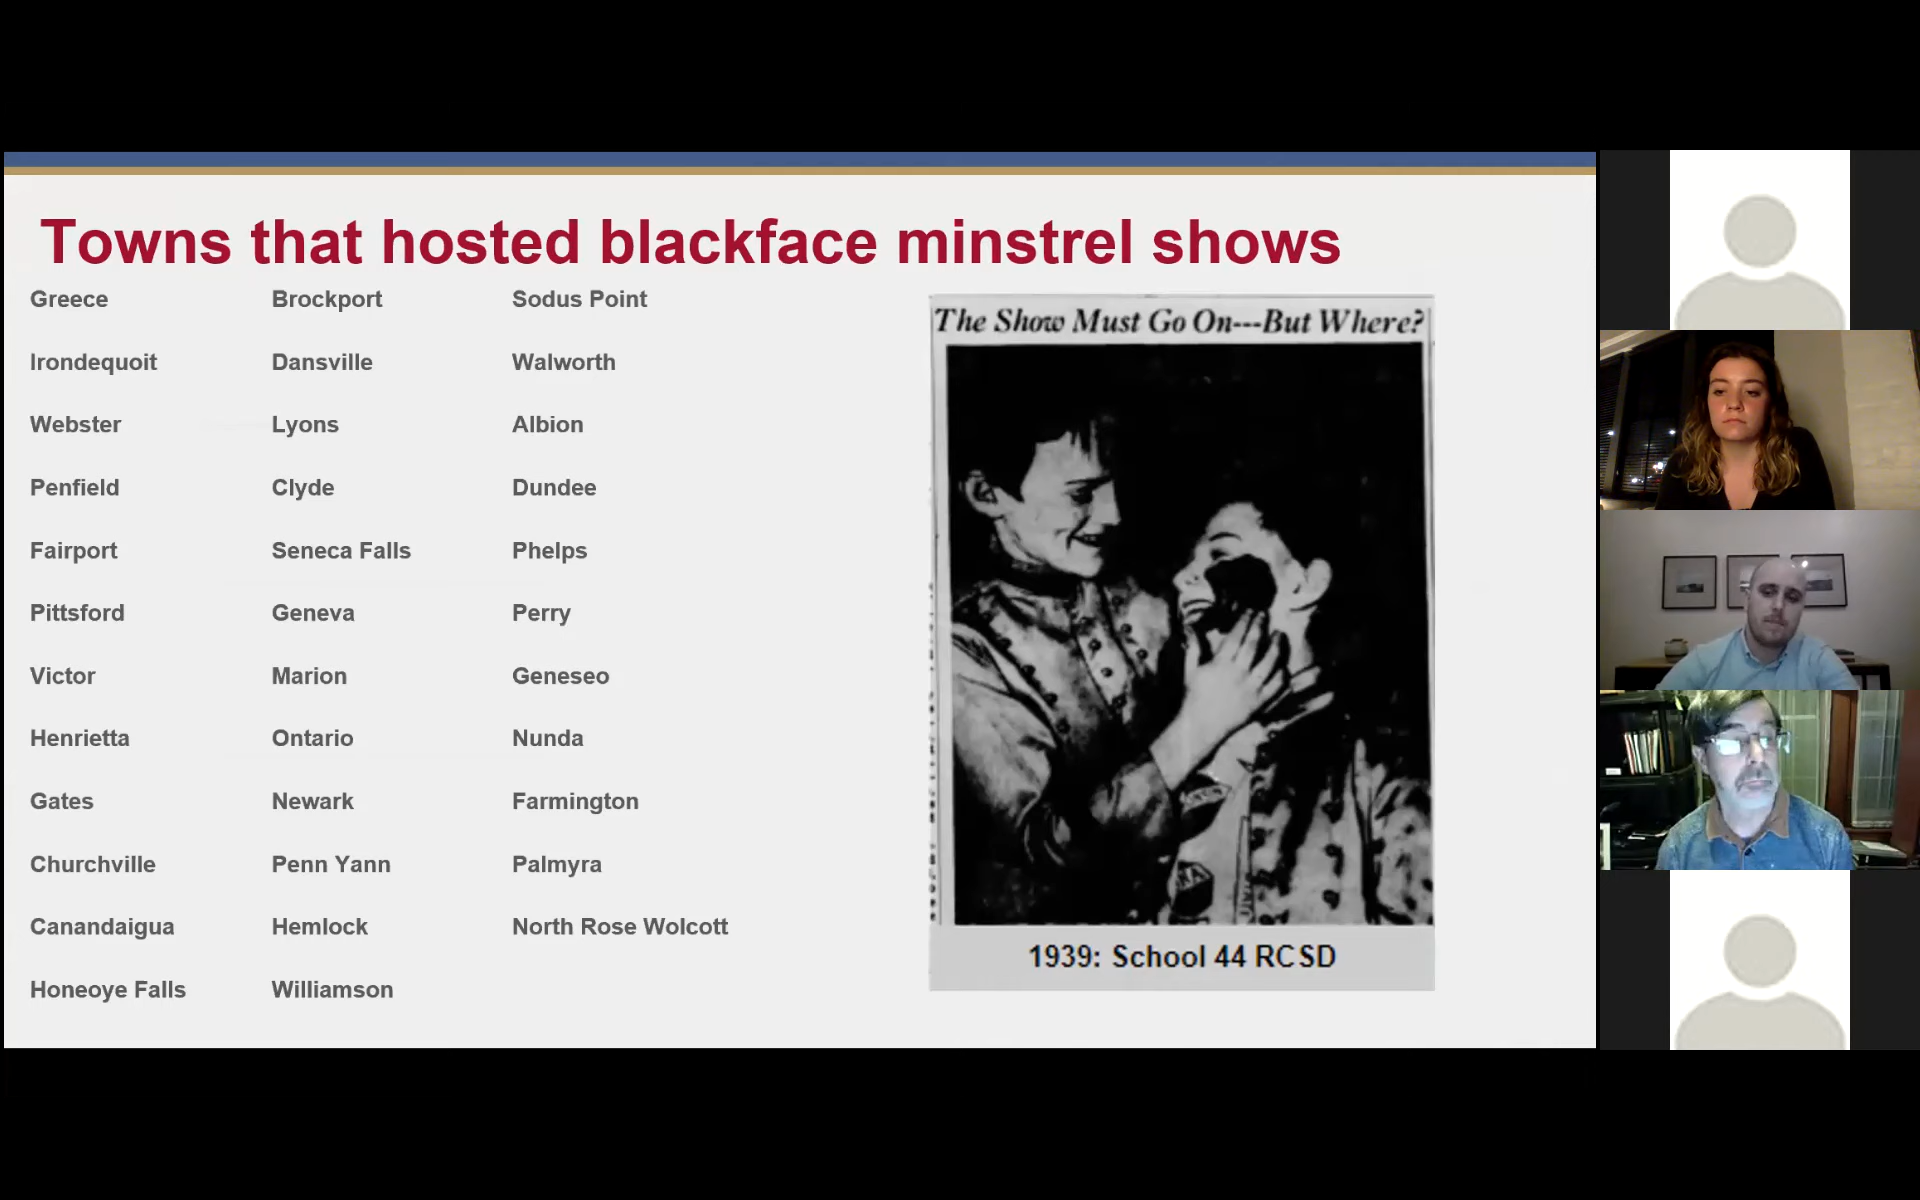 Towns that hosted blackface minstrel shows
Greece
Irondequoit
Webster
Penfield
Fairport
Pittsford
Victor
Henrietta
Gates
Churchville
Canandaigua
Honeoye Falls
Brockport
Dansville
Lyons
Clyde
Seneca Falls
Geneva
Marion
Ontario
Newark
Penn Yann
Hemlock
Williamson
Sodus Point
Walworth
Albion
Dundee
Phelps
Perry
Geneseo
Nunda
Farmington
Palmyra
North Rose Wolcott
The Show Must Go On---But Where?
1939: School 44 RCSD